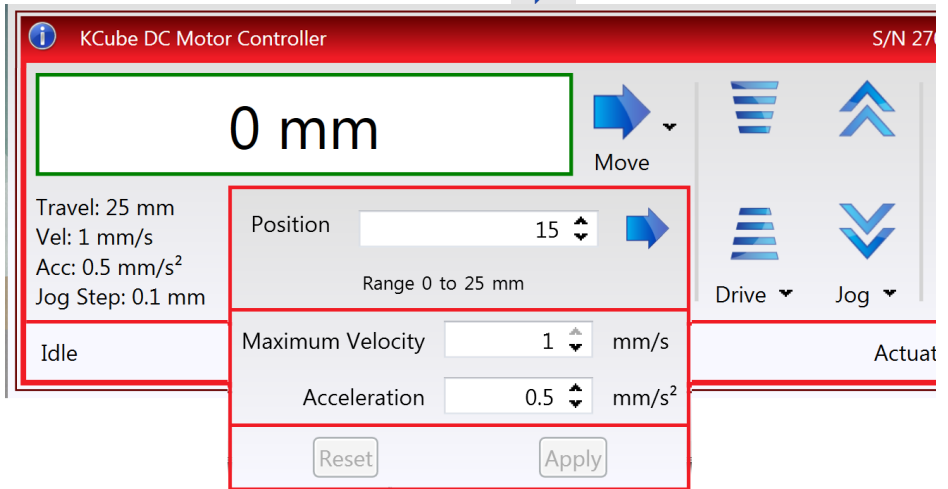 KCube DC Motor Controller
S/N 270
0 mm
Move
Travel: 25 mm
Vel: 1 mm/s
Acc: 0.5 mm/s²
Jog Step: 0.1 mm
Position
15
Range 0 to 25 mm
Drive
Jog
Idle
Maximum Velocity 1 mm/s
Actuat
Acceleration 0.5 mm/s²
Reset
Apply